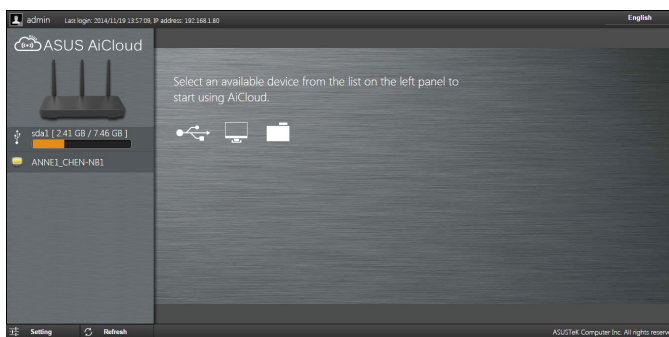 admin Last login: 2014/11/19 13:57:09, IP address: 192.168.1.80 English
ASUS AiCloud
Select an available device from the list on the left panel to
start using AiCloud.
sda1 [ 2.41 GB / 7.46 GB ]
ANNE1_CHEN-NB1
Setting Refresh ASUSTeK Computer Inc. All rights reserv